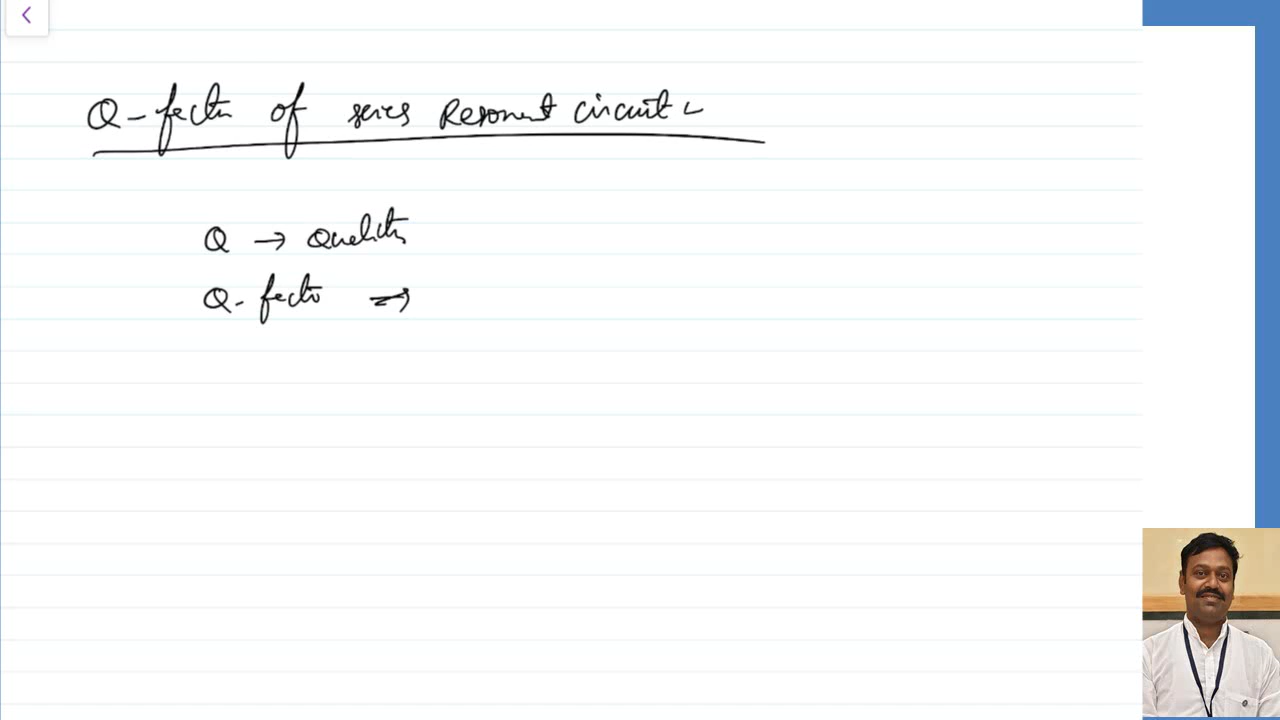 Q-factor of series Resonant circuit
Q → Quality
Q-factor ⇒